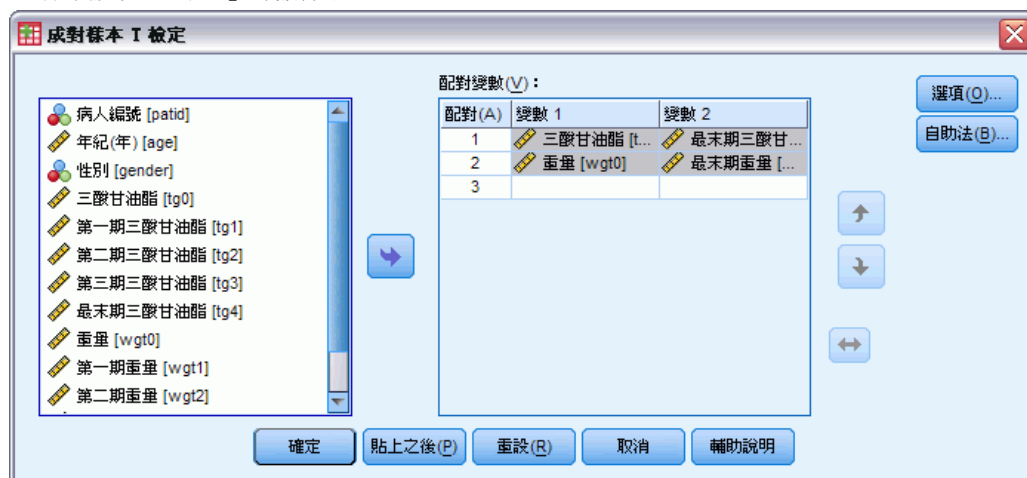 成對樣本 T 檢定
病人編號 [patid]
年紀(年) [age]
性別 [gender]
三酸甘油酯 [tg0]
第一期三酸甘油酯 [tg1]
第二期三酸甘油酯 [tg2]
第三期三酸甘油酯 [tg3]
最末期三酸甘油酯 [tg4]
重量 [wgt0]
第一期重量 [wgt1]
第二期重量 [wgt2]
配對變數(V)：
配對(A) 變數 1 變數 2
1 三酸甘油酯 [t... 最末期三酸甘...
2 重量 [wgt0] 最末期重量 [...
3
選項(O)...
自助法(B)...
確定 貼上之後(P) 重設(R) 取消 輔助說明